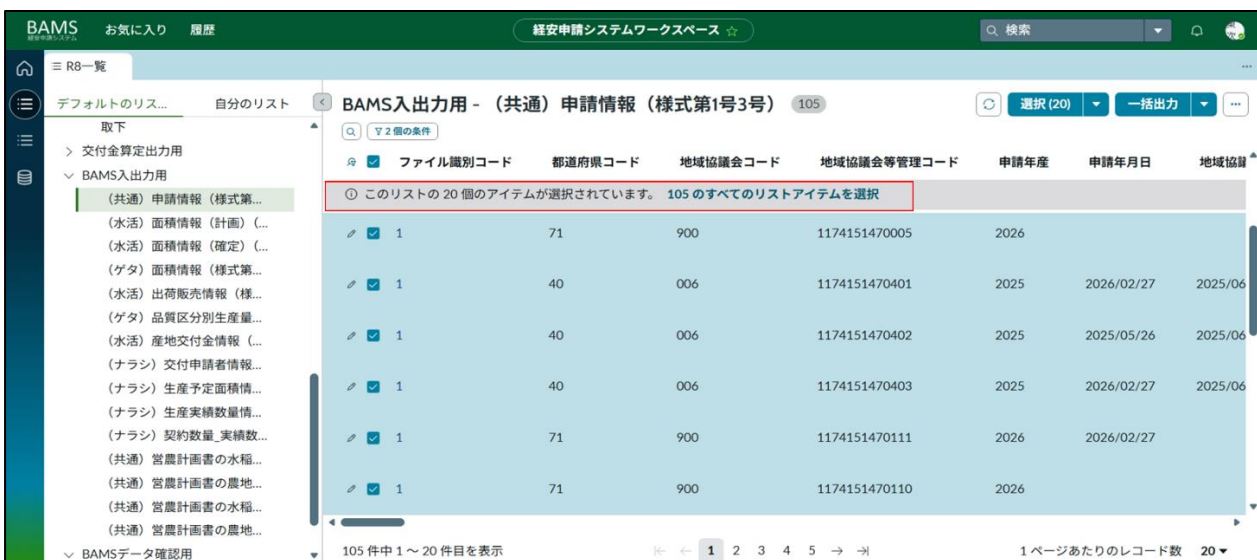 BAMS お気に入り 履歴 経安申請システムワークスペース 検索
経安申請システム
R8一覧
デフォルトのリス... 自分のリスト
取下
交付金算定出力用
BAMS入出力用
（共通）申請情報（様式第...
（水活）面積情報（計画）（...
（水活）面積情報（確定）（...
（ゲタ）面積情報（様式第...
（水活）出荷販売情報（様...
（ゲタ）品質区分別生産量...
（水活）産地交付金情報（...
（ナラシ）交付申請者情報...
（ナラシ）生産予定面積情...
（ナラシ）生産実績数量情...
（ナラシ）契約数量_実績数...
（共通）営農計画書の水稲...
（共通）営農計画書の農地...
（共通）営農計画書の水稲...
（共通）営農計画書の農地...
BAMSデータ確認用
BAMS入出力用 - （共通）申請情報（様式第1号3号） 105 選択 (20) 一括出力
2 個の条件
ファイル識別コード 都道府県コード 地域協議会コード 地域協議会等管理コード 申請年産 申請年月日 地域協議
このリストの 20 個のアイテムが選択されています。 105 のすべてのリストアイテムを選択
1 71 900 1174151470005 2026
1 40 006 1174151470401 2025 2026/02/27 2025/06
1 40 006 1174151470402 2025 2025/05/26 2025/06
1 40 006 1174151470403 2025 2026/02/27 2025/06
1 71 900 1174151470111 2026 2026/02/27
1 71 900 1174151470110 2026
105 件中 1 ～ 20 件目を表示 1 2 3 4 5 1 ページあたりのレコード数 20